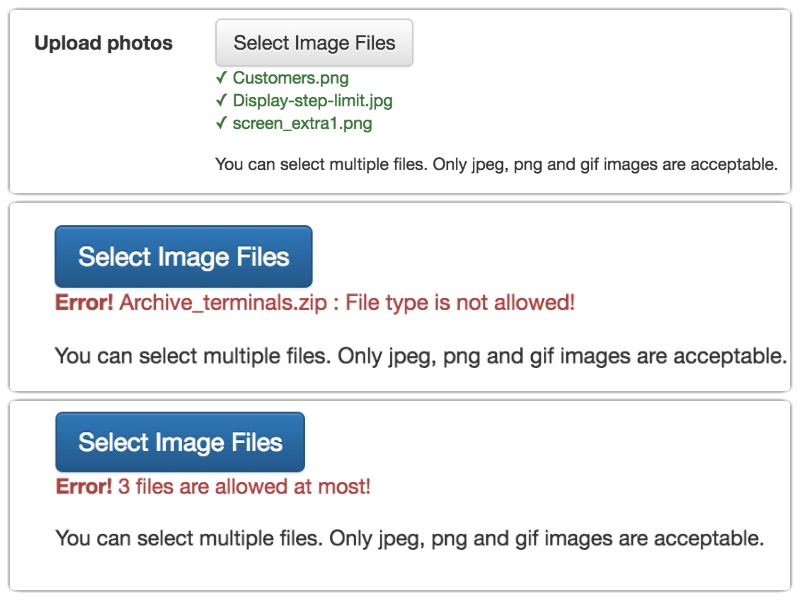 Upload photos
Select Image Files
✓ Customers.png
✓ Display-step-limit.jpg
✓ screen_extra1.png
You can select multiple files. Only jpeg, png and gif images are acceptable.
Select Image Files
Error! Archive_terminals.zip : File type is not allowed!
You can select multiple files. Only jpeg, png and gif images are acceptable.
Select Image Files
Error! 3 files are allowed at most!
You can select multiple files. Only jpeg, png and gif images are acceptable.